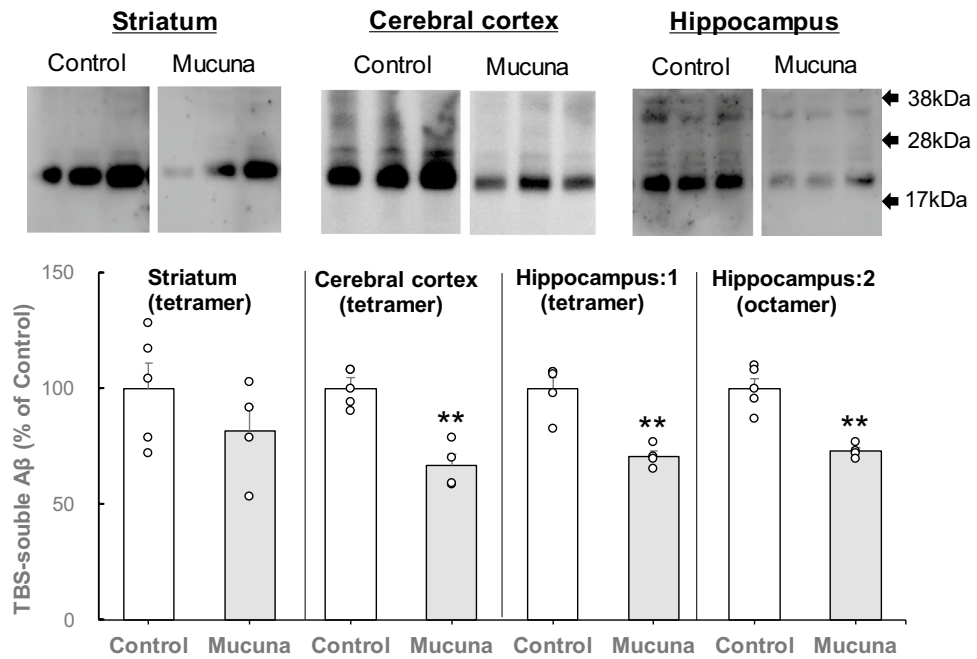 Striatum
Cerebral cortex
Hippocampus
Control
Mucuna
Control
Mucuna
Control
Mucuna
38kDa
28kDa
17kDa
TBS-souble Aβ (% of Control)
150
100
50
0
Striatum
(tetramer)
Cerebral cortex
(tetramer)
Hippocampus:1
(tetramer)
Hippocampus:2
(octamer)
**
**
**
Control
Mucuna
Control
Mucuna
Control
Mucuna
Control
Mucuna